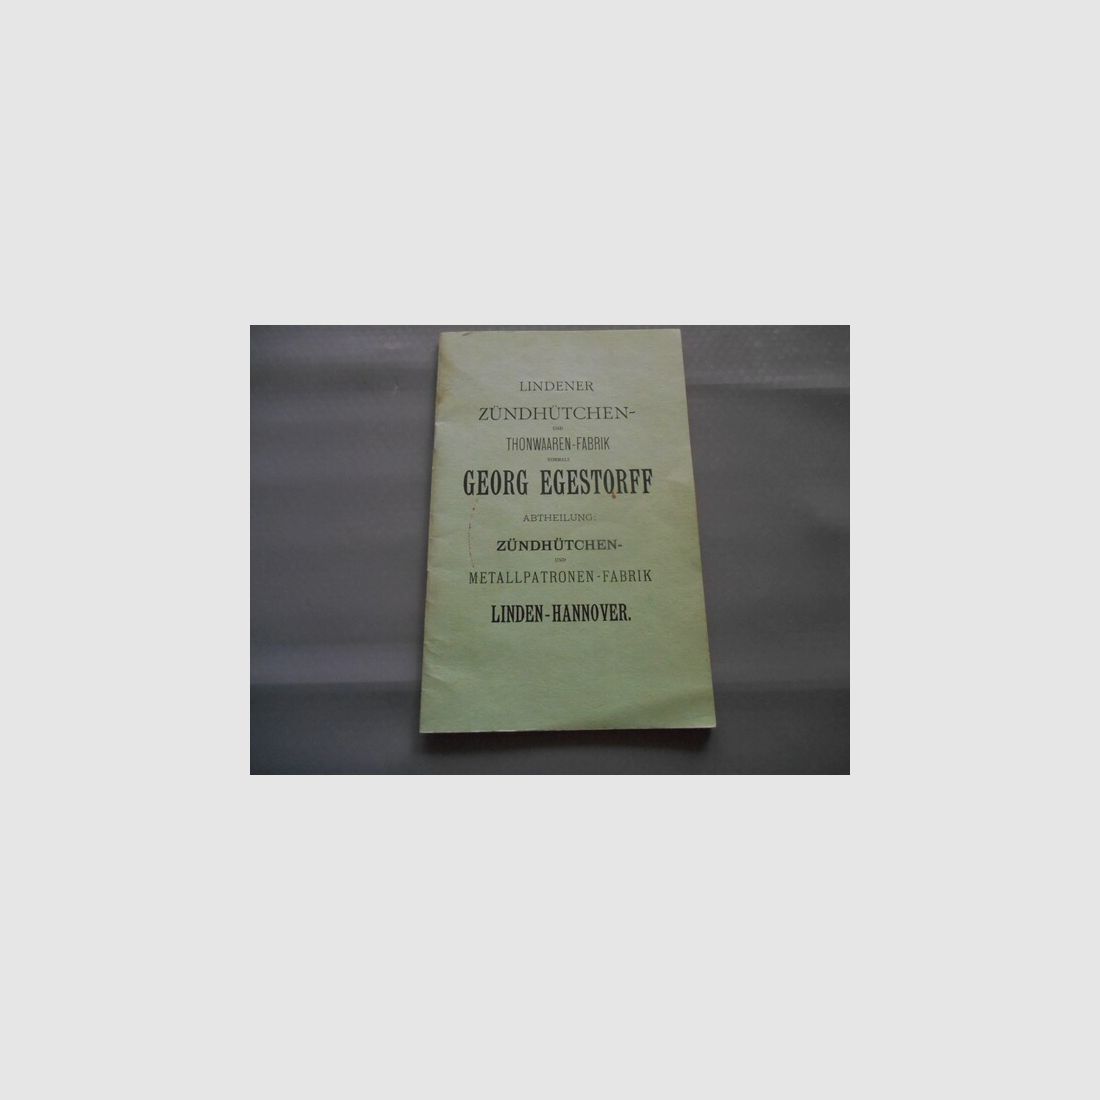 LINDENER
ZÜNDHÜTCHEN-
UND
THONWAAREN-FABRIK
VORMALS
GEORG EGESTORFF
ABTHEILUNG:
ZÜNDHÜTCHEN-
UND
METALLPATRONEN-FABRIK
LINDEN-HANNOVER.